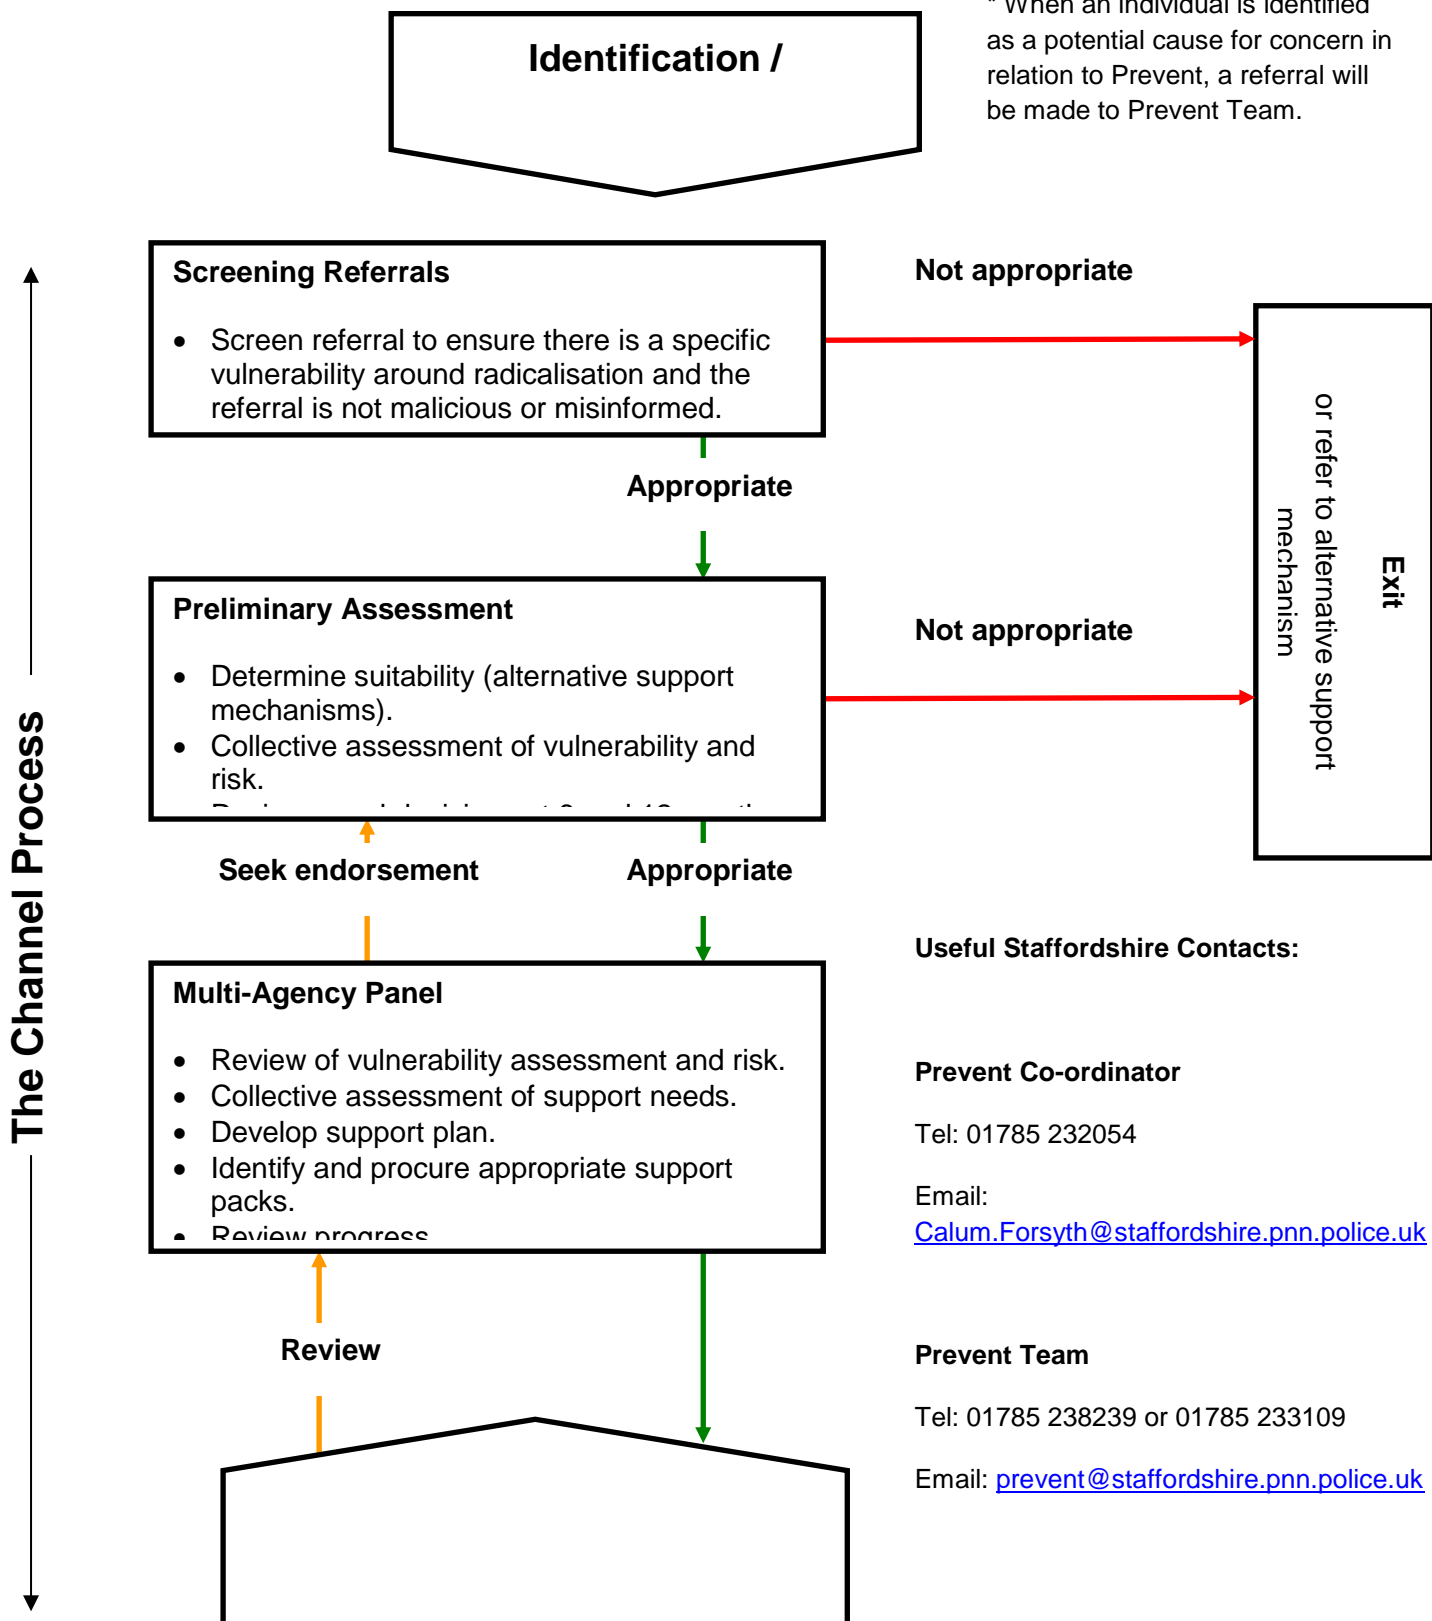 * When an individual is identified
as a potential cause for concern in
relation to Prevent, a referral will
be made to Prevent Team.
Identification /
The Channel Process
Screening Referrals
• Screen referral to ensure there is a specific
vulnerability around radicalisation and the
referral is not malicious or misinformed.
Not appropriate
Exit
or refer to alternative support
mechanism
Appropriate
Preliminary Assessment
• Determine suitability (alternative support
mechanisms).
• Collective assessment of vulnerability and
risk.
Not appropriate
Seek endorsement
Appropriate
Multi-Agency Panel
• Review of vulnerability assessment and risk.
• Collective assessment of support needs.
• Develop support plan.
• Identify and procure appropriate support
packs.
• Review progress
Review
Useful Staffordshire Contacts:
Prevent Co-ordinator
Tel: 01785 232054
Email:
Calum.Forsyth@staffordshire.pnn.police.uk
Prevent Team
Tel: 01785 238239 or 01785 233109
Email: prevent@staffordshire.pnn.police.uk